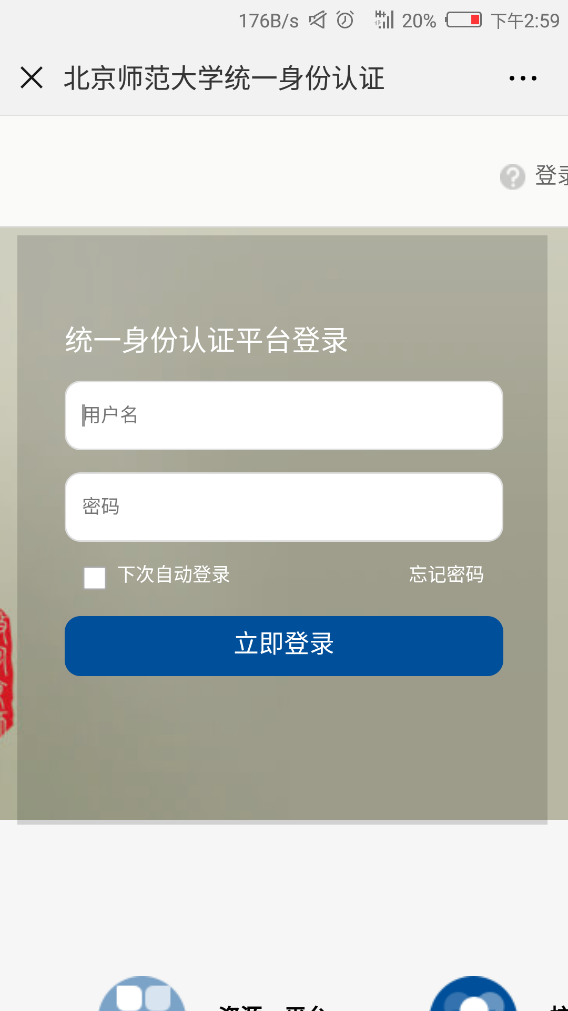 176B/s 20% 下午2:59
北京师范大学统一身份认证
登录
统一身份认证平台登录
用户名
密码
下次自动登录 忘记密码
立即登录